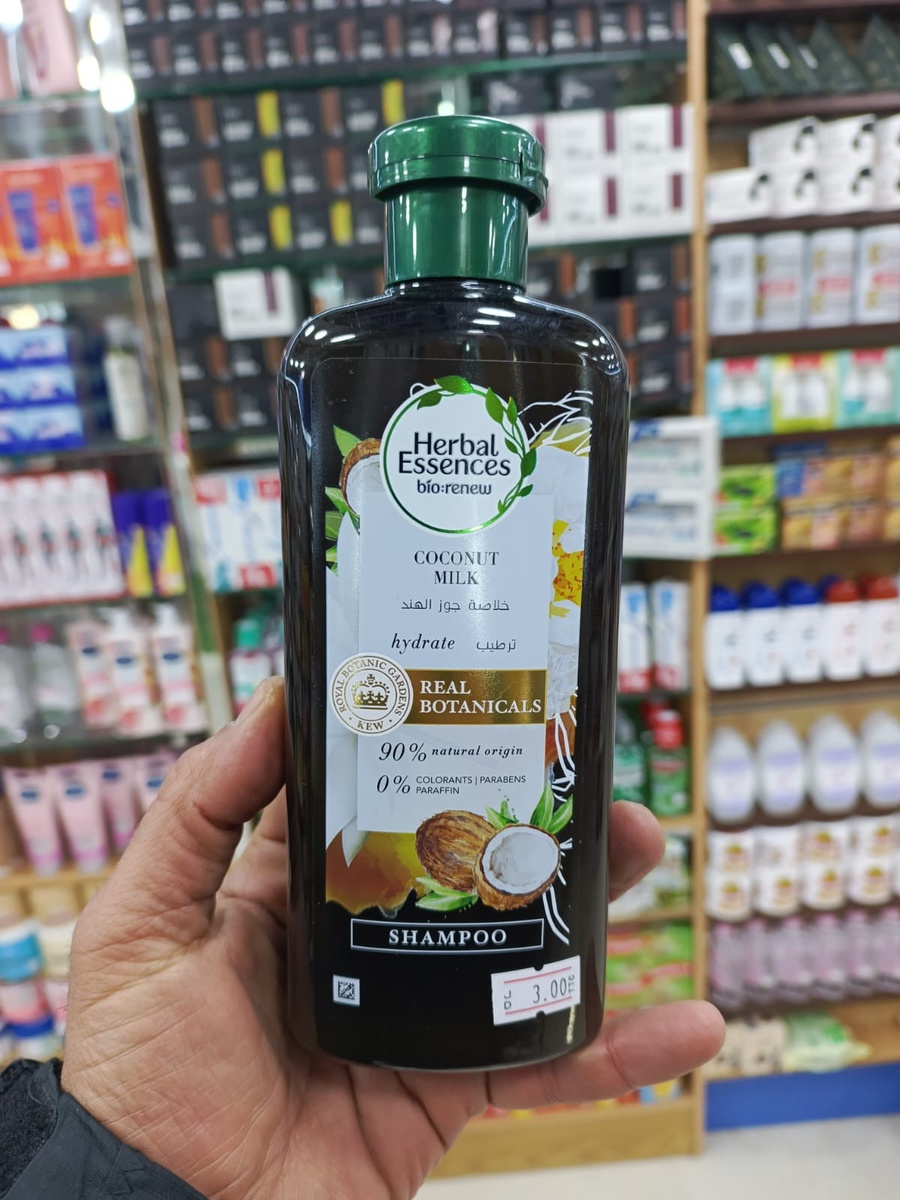 Herbal
Essences
bio:renew
COCONUT
MILK
خلاصة جوز الهند
hydrate ترطيب
ROYAL BOTANIC GARDENS
KEW
REAL
BOTANICALS
90% natural origin
0% COLORANTS | PARABENS
PARAFFIN
SHAMPOO
3.00